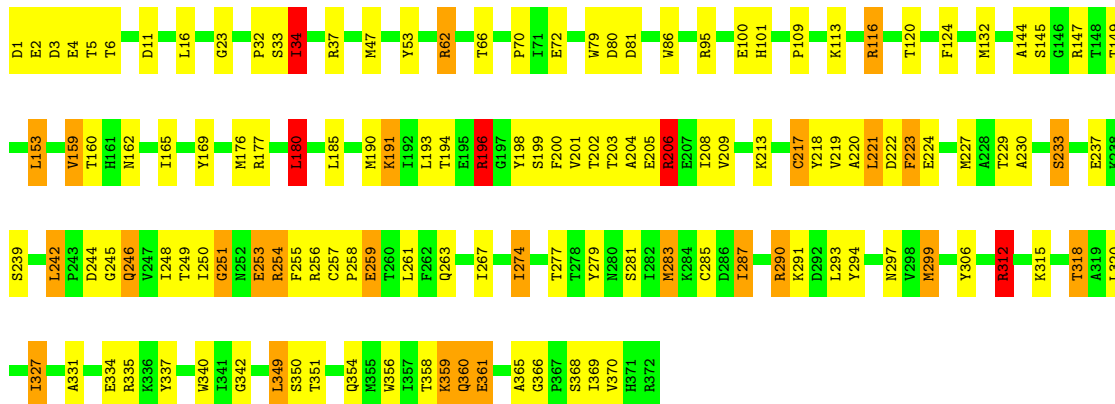 D1 E2 D3 E4 T5 T6 D11 L16 G23 P32 S33 I34 R37 M47 Y53 R62 T66 P70 I71 E72 W79 D80 D81 W86 R95 E100 H101 P109 K113 R116 T120 F124 M132 A144 S145 G146 R147 T148 T149
L153 V159 T160 H161 N162 I165 Y169 M176 R177 L180 L185 M190 K191 I192 L193 T194 E195 R196 G197 Y198 S199 F200 V201 T202 T203 A204 E205 R206 E207 I208 V209 K213 C217 Y218 V219 A220 L221 D222 F223 E224 M227 A228 T229 A230 S233 E237 K238
S239 L242 P243 D244 G245 Q246 V247 I248 T249 I250 G251 N252 E253 R254 F255 R256 C257 P258 E259 T260 L261 F262 Q263 I267 I274 T277 T278 Y279 N280 S281 I282 M283 K284 C285 D286 I287 R290 K291 D292 L293 Y294 N297 V298 M299 Y306 R312 K315 T318 A319 L320
I327 A331 E334 R335 K336 Y337 W340 I341 G342 L349 S350 T351 Q354 M355 W356 I357 T358 K359 Q360 E361 A365 G366 P367 S368 I369 V370 H371 R372